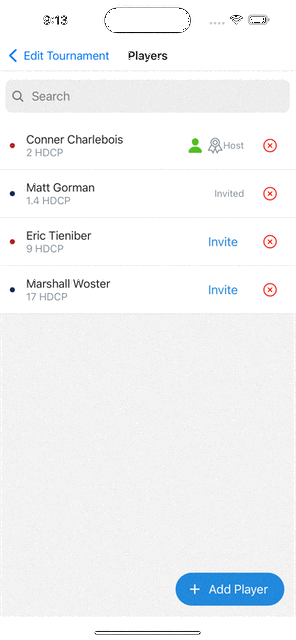 9:13
Edit Tournament Players
Search
Conner Charlebois
2 HDCP
Host
Matt Gorman
1.4 HDCP
Invited
Eric Tieniber
9 HDCP
Invite
Marshall Woster
17 HDCP
Invite
+ Add Player